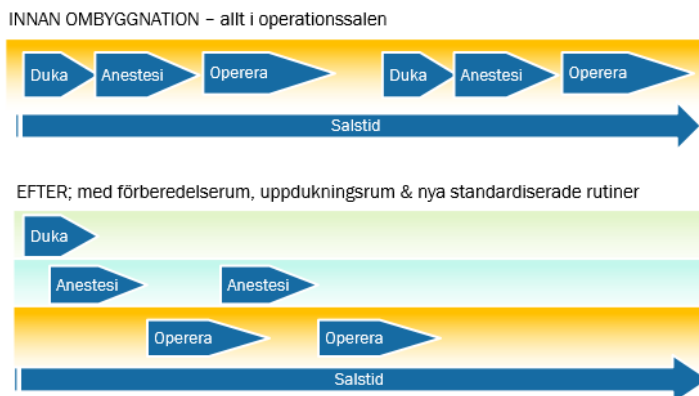 INNAN OMBYGGNATION – allt i operationssalen
Duka Anestesi Operera Duka Anestesi Operera
Salstid
EFTER; med förberedelserum, uppdukningsrum & nya standardiserade rutiner
Duka
Anestesi Anestesi
Operera Operera
Salstid